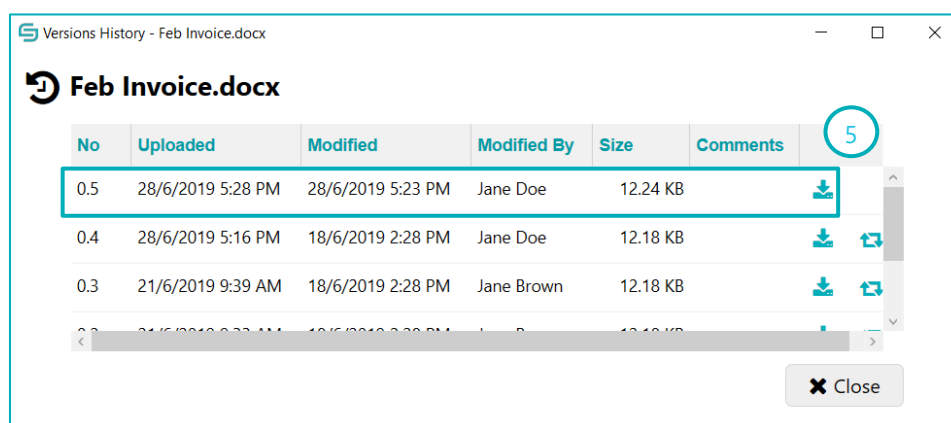 Versions History - Feb Invoice.docx
Feb Invoice.docx
5
No Uploaded Modified Modified By Size Comments
0.5 28/6/2019 5:28 PM 28/6/2019 5:23 PM Jane Doe 12.24 KB
0.4 28/6/2019 5:16 PM 18/6/2019 2:28 PM Jane Doe 12.18 KB
0.3 21/6/2019 9:39 AM 18/6/2019 2:28 PM Jane Brown 12.18 KB
Close